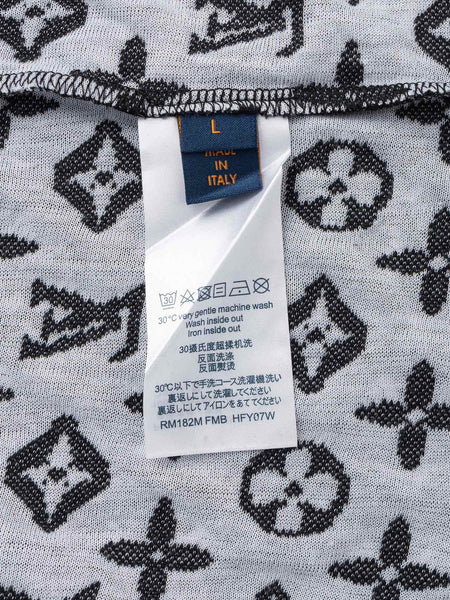 L
MADE
IN
ITALY
30
30°C very gentle machine wash
Wash inside out
Iron inside out
30摄氏度超揉机洗
反面洗涤
反面熨烫
30℃以下で手洗コース洗濯機洗い
裏返しにして洗濯してください
裏返しにしてアイロンをあててください
RM182M FMB HFY07W